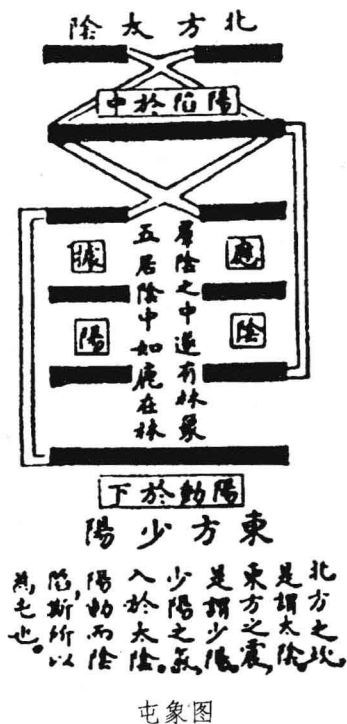 北方太陰
陽陷於中
應
陰
羣陰之中遂有林象
五居陰中如鹿在林
據
陽
陽動於下
東方少陽
北方之坎,
是謂太陰。
東方之震,
是謂少陽。
少陽之氣,
入於太陰。
陽動而陰
陷,斯所以
為屯也。
屯象图